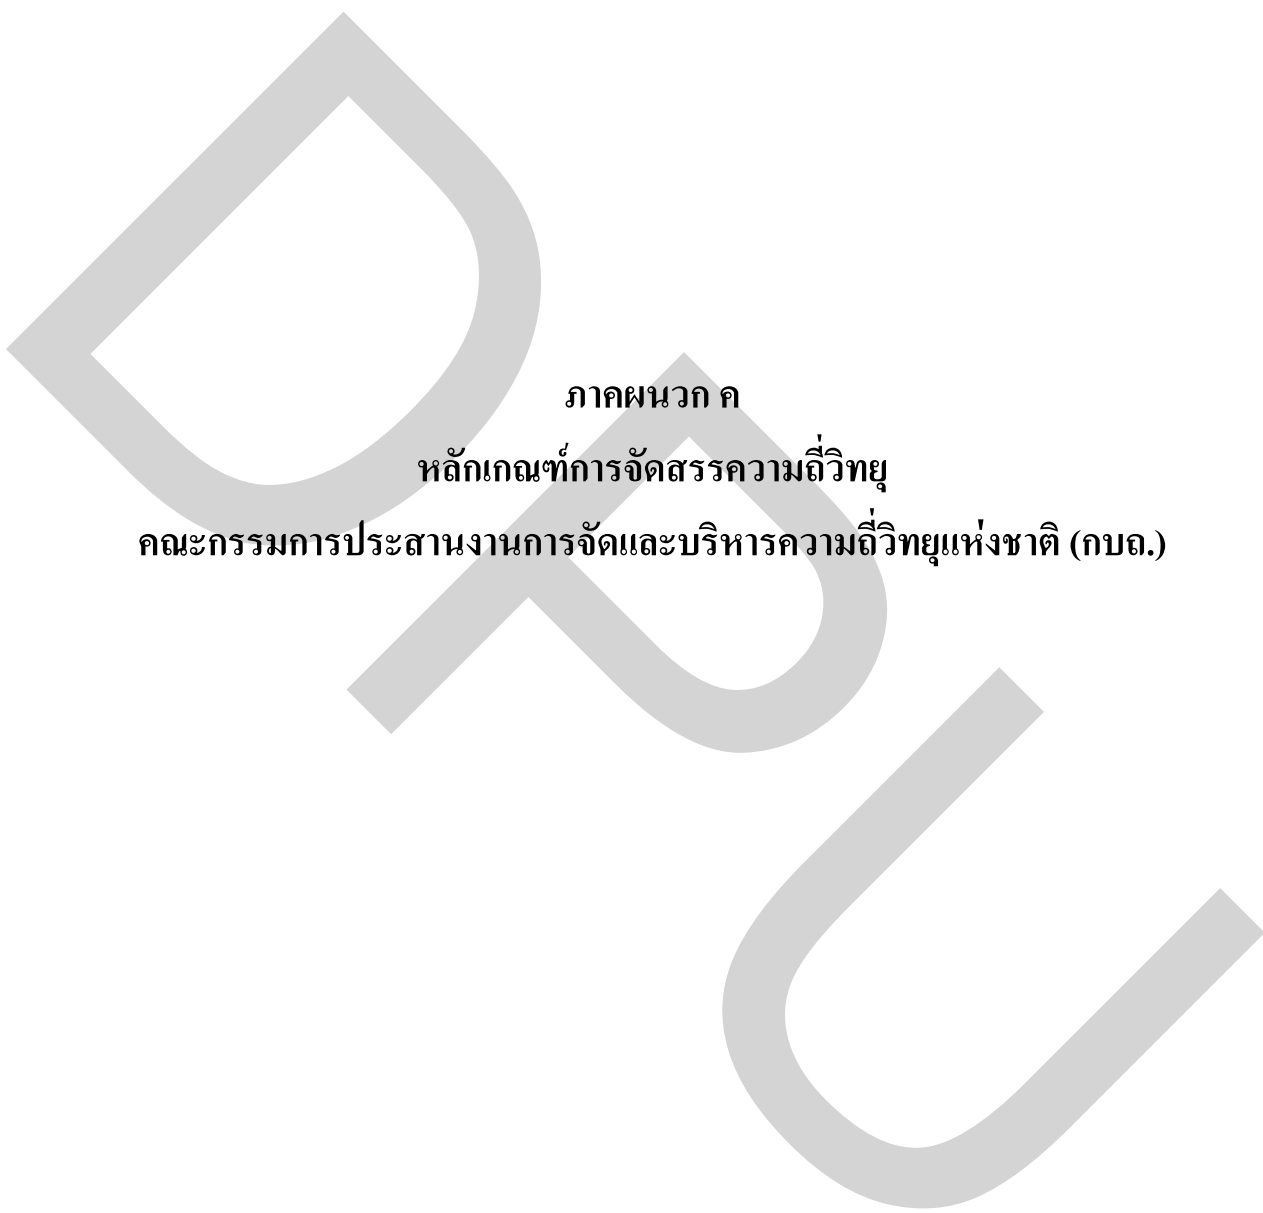 ภาคผนวก ค
หลักเกณฑ์การจัดสรรความถี่วิทยุ
คณะกรรมการประสานงานการจัดและบริหารความถี่วิทยุแห่งชาติ (กบถ.)
DPU